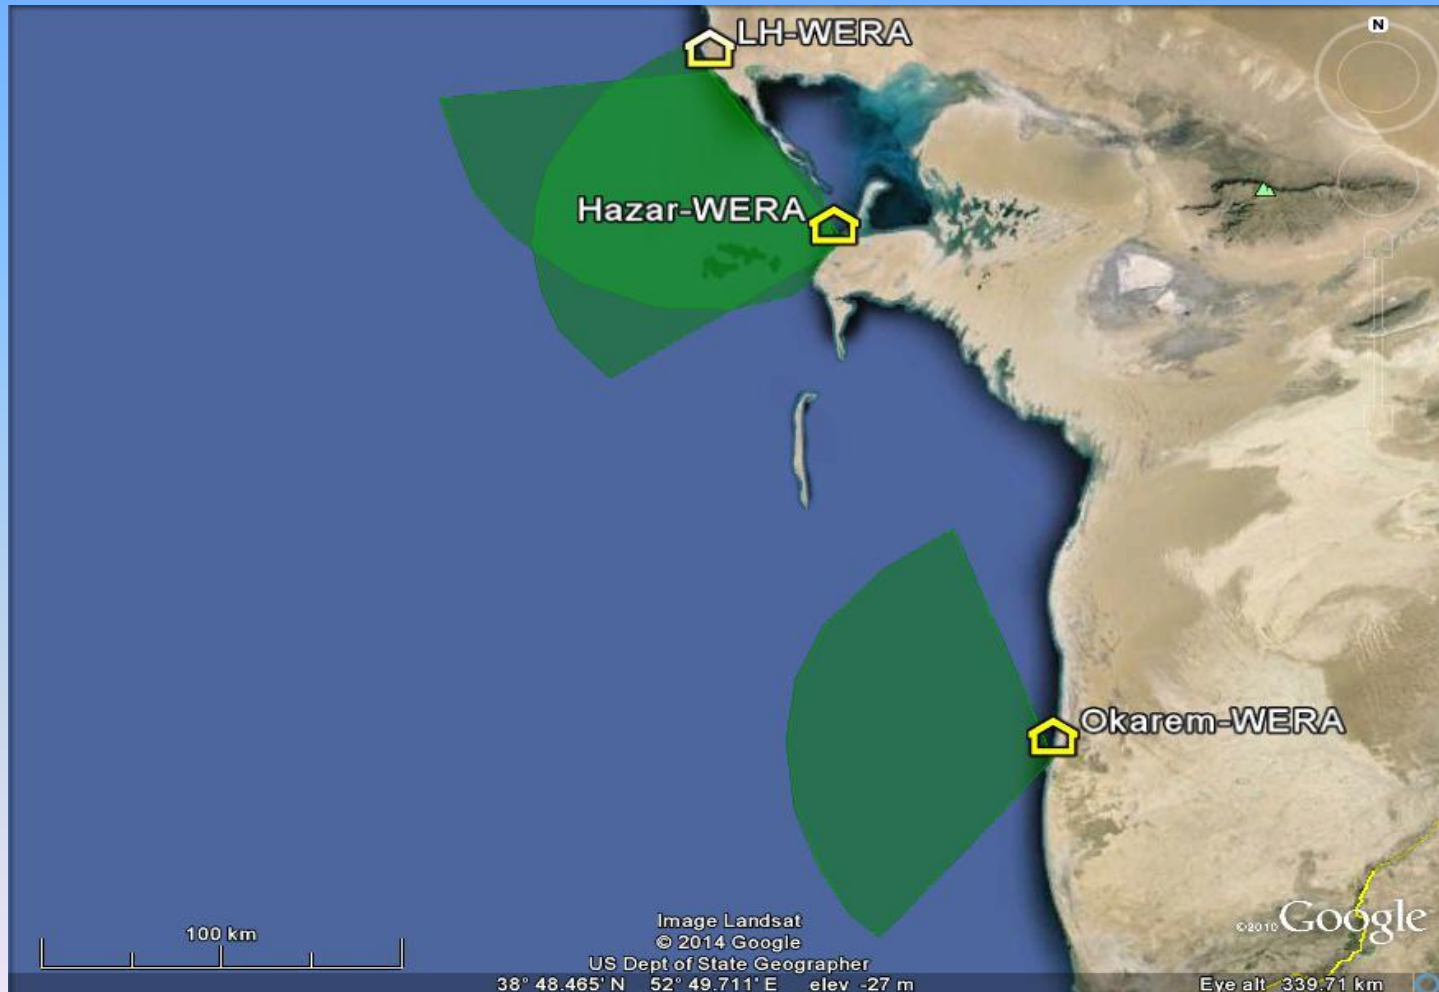 N
LH-WERA
Hazar-WERA
Okarem-WERA
100 km
Image Landsat
© 2014 Google
US Dept of State Geographer
©2010 Google
38° 48.465' N 52° 49.711' E elev -27 m
Eye alt 339.71 km